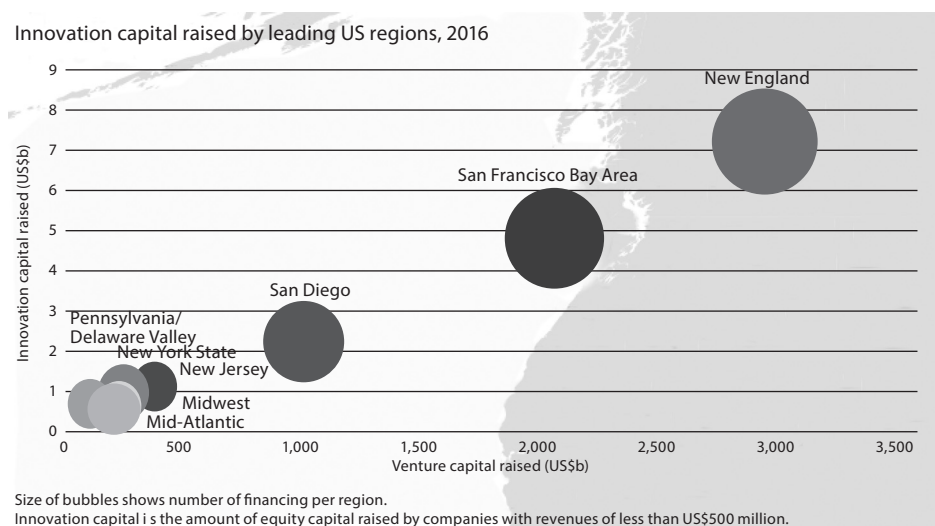 Innovation capital raised by leading US regions, 2016
Innovation capital raised (US$b)
9
8
7
6
5
4
3
2
1
0
New England
San Francisco Bay Area
San Diego
Pennsylvania/
Delaware Valley
New York State
New Jersey
Midwest
Mid-Atlantic
0 500 1,000 1,500 2,000 2,500 3,000 3,500
Venture capital raised (US$b)
Size of bubbles shows number of financing per region.
Innovation capital i s the amount of equity capital raised by companies with revenues of less than US$500 million.